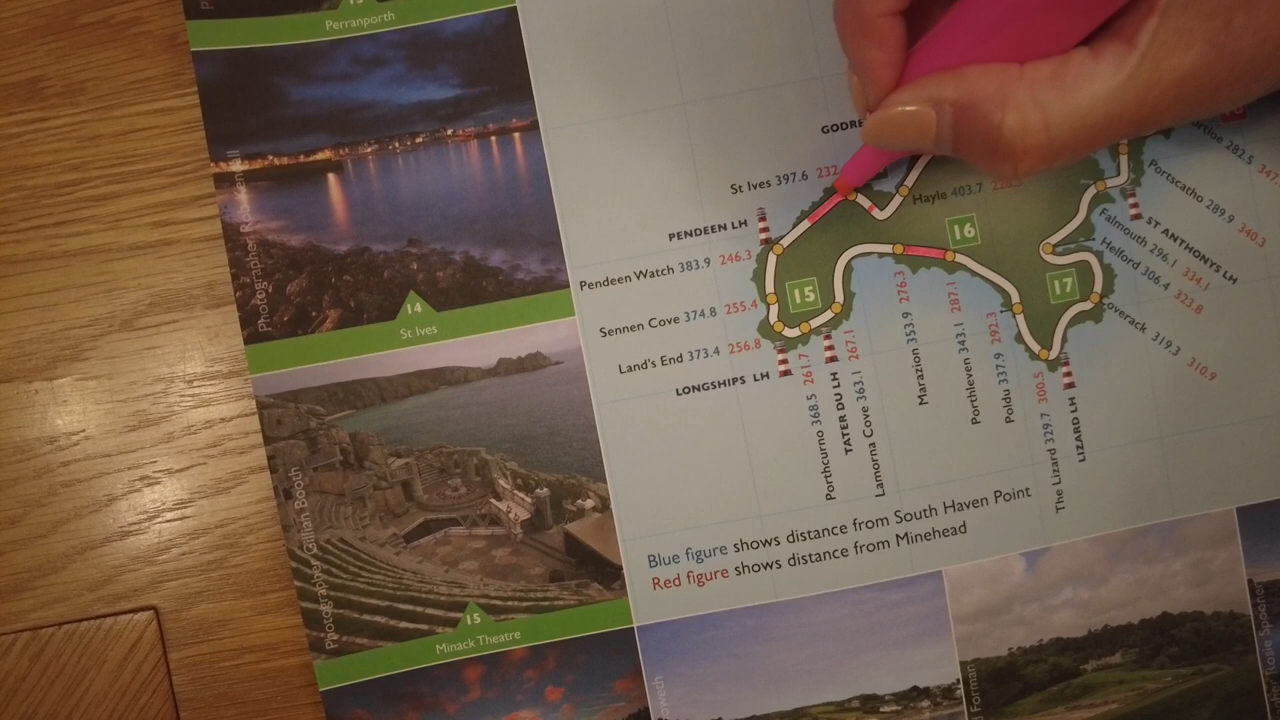 Perranporth
Photographer
14
St Ives
Photographer Gillian Booth
15
Minack Theatre
St Ives 397.6 232
Hayle 403.7
PENDEEN LH
Pendeen Watch 383.9 246.3
Sennen Cove 374.8 255.4
Land's End 373.4 256.8
LONGSHIPS LH
15
16
17
Porthcurno 368.5 261.7
TATER DU LH
Lamorna Cove 363.1 267.1
Marazion 353.9 276.3
Porthleven 343.1 287.1
Poldu 337.9 292.3
The Lizard 329.7 300.5
LIZARD LH
overack 319.3 310.9
Helford 306.4 323.8
Falmouth 296.1 334.1
ST ANTHONYS LH
Portscatho 289.9 340.3
282.5 347
Blue figure shows distance from South Haven Point
Red figure shows distance from Minehead
Forman
Rosie Spooner